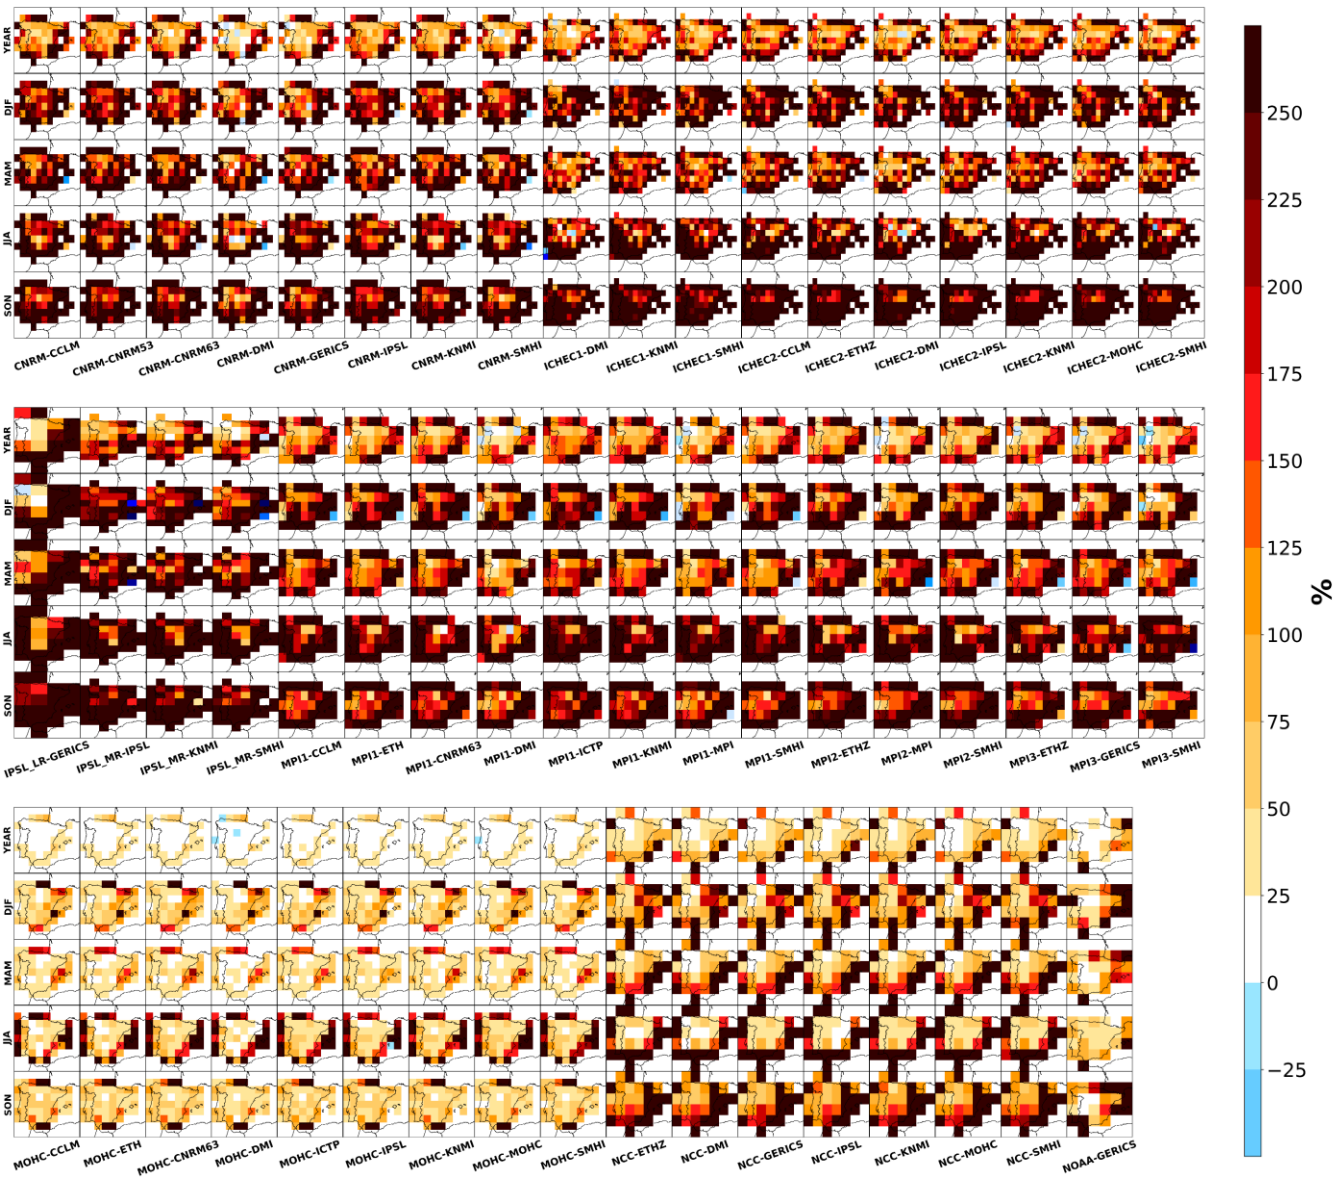 YEAR
DJF
MAM
JJA
SON
CNRM-CCLM CNRM-CNRM53 CNRM-CNRM63 CNRM-DMI CNRM-GERICS CNRM-IPSL CNRM-KNMI CNRM-SMHI ICHEC1-DMI ICHEC1-KNMI ICHEC1-SMHI ICHEC2-CCLM ICHEC2-ETHZ ICHEC2-DMI ICHEC2-IPSL ICHEC2-KNMI ICHEC2-MOHC ICHEC2-SMHI
YEAR
DJF
MAM
JJA
SON
IPSL_LR-GERICS IPSL_MR-IPSL IPSL_MR-KNMI IPSL_MR-SMHI MPI1-CCLM MPI1-ETH MPI1-CNRM63 MPI1-DMI MPI1-ICTP MPI1-KNMI MPI1-MPI MPI1-SMHI MPI2-ETHZ MPI2-MPI MPI2-SMHI MPI3-ETHZ MPI3-GERICS MPI3-SMHI
YEAR
DJF
MAM
JJA
SON
MOHC-CCLM MOHC-ETH MOHC-CNRM63 MOHC-DMI MOHC-ICTP MOHC-IPSL MOHC-KNMI MOHC-MOHC MOHC-SMHI NCC-ETHZ NCC-DMI NCC-GERICS NCC-IPSL NCC-KNMI NCC-MOHC NCC-SMHI NOAA-GERICS
250
225
200
175
150
125
100
75
50
25
0
−25
%